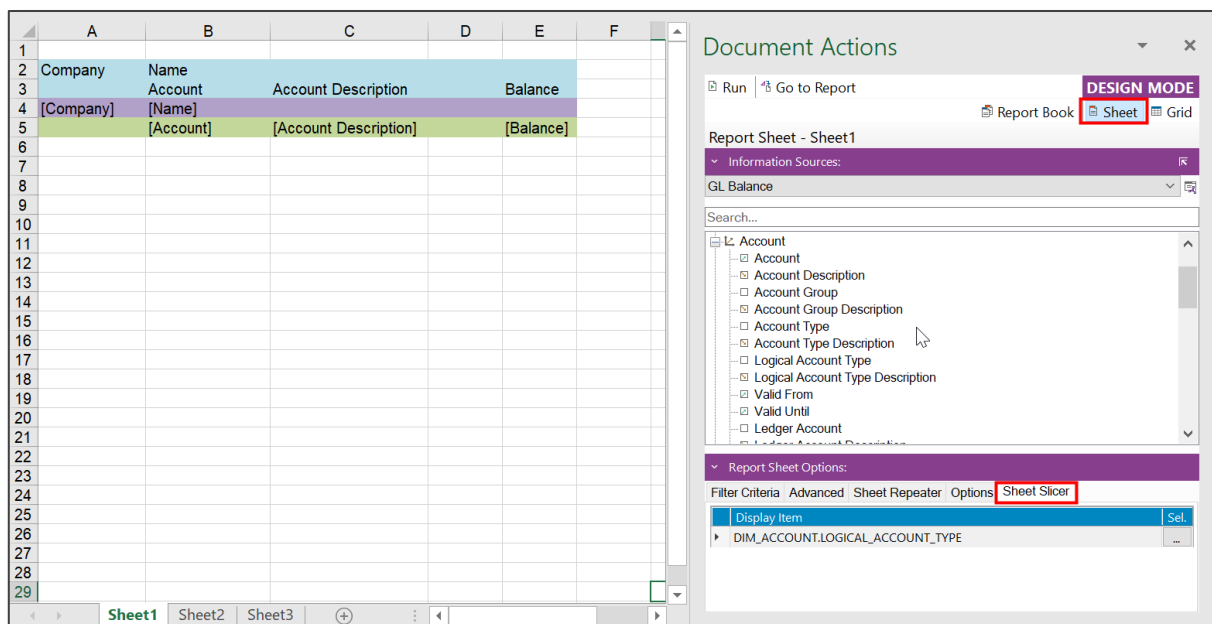 A B C D E F
1
2 Company Name
3 Account Account Description Balance
4 [Company] [Name]
5 [Account] [Account Description] [Balance]
6
7
8
9
10
11
12
13
14
15
16
17
18
19
20
21
22
23
24
25
26
27
28
29
Sheet1 Sheet2 Sheet3
Document Actions
Run Go to Report DESIGN MODE
Report Book Sheet Grid
Report Sheet - Sheet1
Information Sources:
GL Balance
Search...
Account
Account
Account Description
Account Group
Account Group Description
Account Type
Account Type Description
Logical Account Type
Logical Account Type Description
Valid From
Valid Until
Ledger Account
Report Sheet Options:
Filter Criteria Advanced Sheet Repeater Options Sheet Slicer
Display Item Sel.
DIM_ACCOUNT.LOGICAL_ACCOUNT_TYPE ...